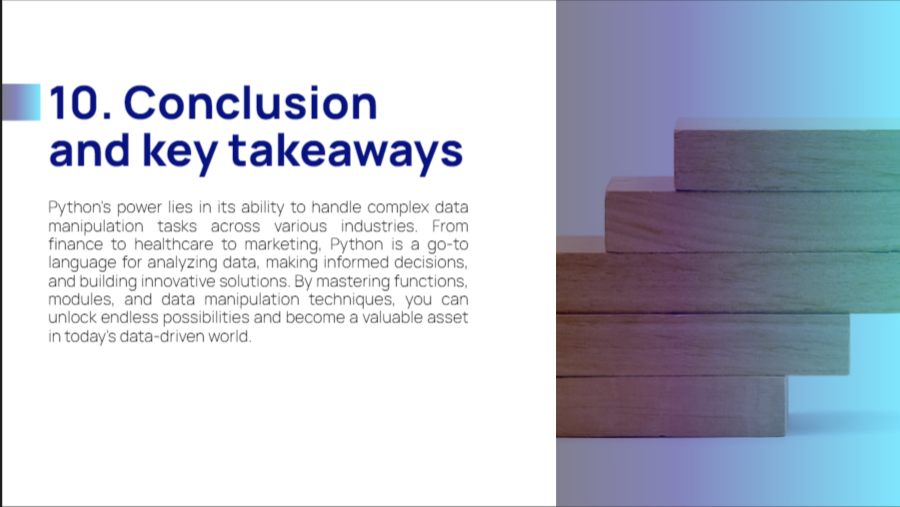 10. Conclusion
and key takeaways
Python's power lies in its ability to handle complex data
manipulation tasks across various industries. From
finance to healthcare to marketing, Python is a go-to
language for analyzing data, making informed decisions,
and building innovative solutions. By mastering functions,
modules, and data manipulation techniques, you can
unlock endless possibilities and become a valuable asset
in today's data-driven world.